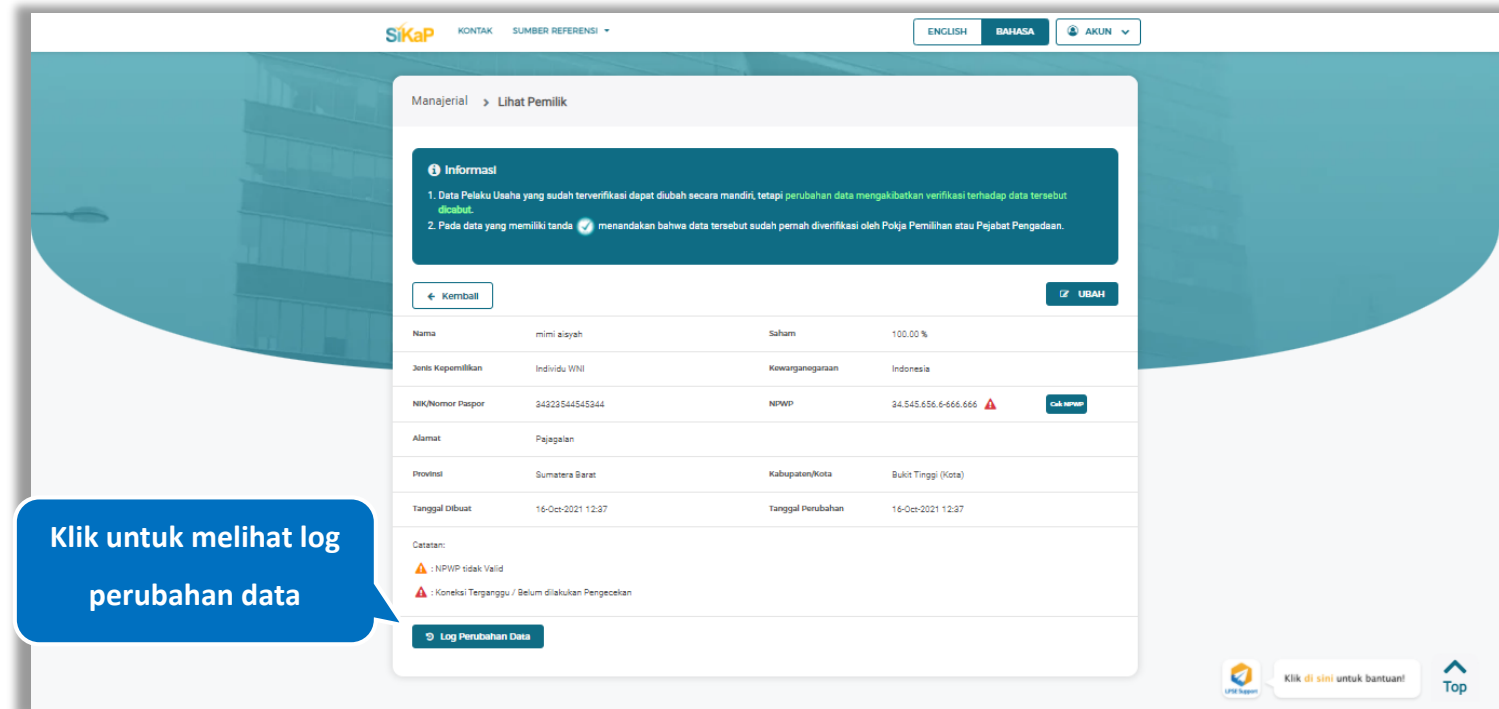 SiKaP KONTAK SUMBER REFERENSI ENGLISH BAHASA AKUN
Manajerial > Lihat Pemilik
Informasi
1. Data Pelaku Usaha yang sudah terverifikasi dapat diubah secara mandiri, tetapi perubahan data mengakibatkan verifikasi terhadap data tersebut
dicabut.
2. Pada data yang memiliki tanda menandakan bahwa data tersebut sudah pernah diverifikasi oleh Pokja Pemilihan atau Pejabat Pengadaan.
Kembali UBAH
Nama mimi aisyah Saham 100.00 %
Jenis Kepemilikan Individu WNI Kewarganegaraan Indonesia
NIK/Nomor Paspor 34323544545344 NPWP 34.545.656.6-666.666 Cek NPWP
Alamat Pajagalan
Provinsi Sumatera Barat Kabupaten/Kota Bukit Tinggi (Kota)
Tanggal Dibuat 16-Oct-2021 12:37 Tanggal Perubahan 16-Oct-2021 12:37
Catatan:
: NPWP tidak Valid
: Koneksi Terganggu / Belum dilakukan Pengecekan
Log Perubahan Data
Klik untuk melihat log
perubahan data
LPSE Support
Klik di sini untuk bantuan!
Top